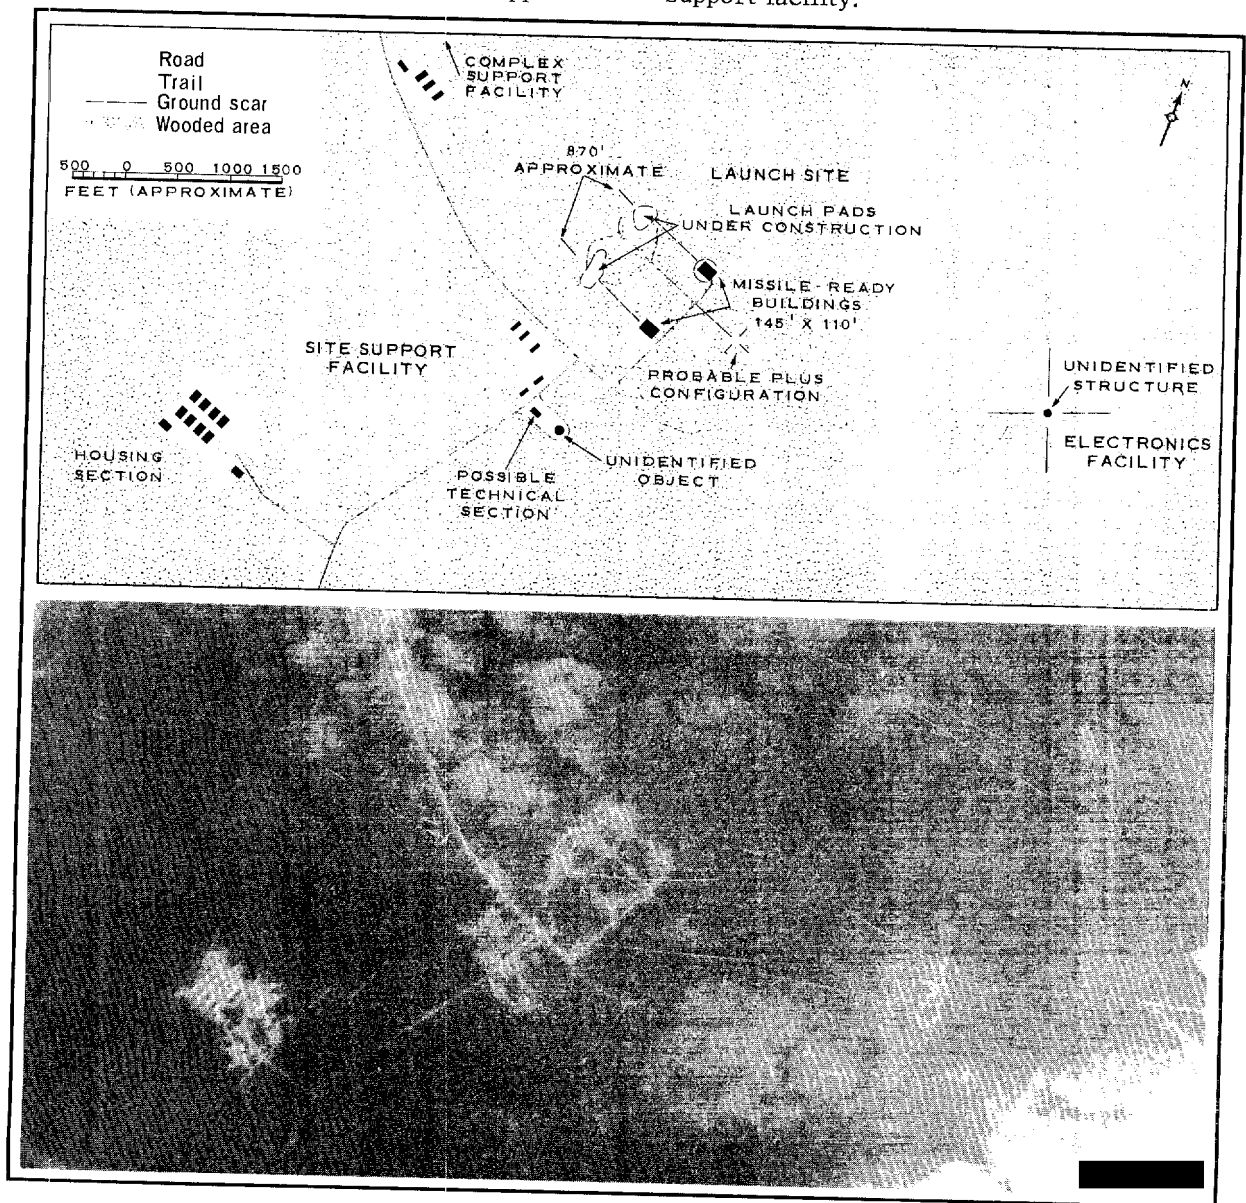 support facility.
Road
Trail
Ground scar
Wooded area
500 0 500 1000 1500
FEET (APPROXIMATE)
COMPLEX
SUPPORT
FACILITY
N
870'
APPROXIMATE
LAUNCH SITE
LAUNCH PADS
UNDER CONSTRUCTION
MISSILE-READY
BUILDINGS
145' X 110'
SITE SUPPORT
FACILITY
PROBABLE PLUS
CONFIGURATION
UNIDENTIFIED
STRUCTURE
ELECTRONICS
FACILITY
HOUSING
SECTION
POSSIBLE
TECHNICAL
SECTION
UNIDENTIFIED
OBJECT